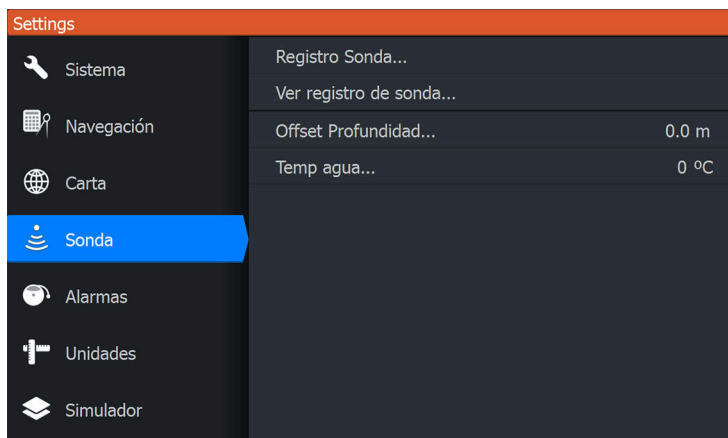 Settings
Sistema
Navegación
Carta
Sonda
Alarmas
Unidades
Simulador
Registro Sonda...
Ver registro de sonda...
Offset Profundidad... 0.0 m
Temp agua... 0 ºC